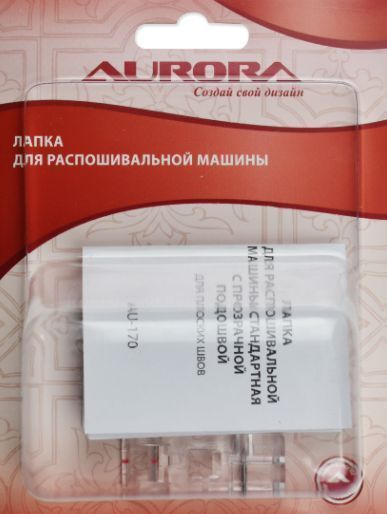 AURORA
Создай свой дизайн
ЛАПКА
ДЛЯ РАСПОШИВАЛЬНОЙ МАШИНЫ
ЛАПКА
ДЛЯ РАСПОШИВАЛЬНОЙ
МАШИНЫ СТАНДАРТНАЯ
С ПРОЗРАЧНОЙ
ПОДОШВОЙ
ДЛЯ ПЛОСКИХ ШВОВ
AU-170